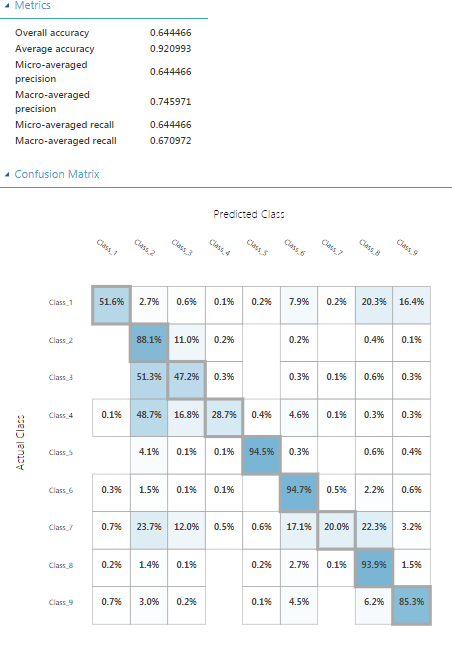 Metrics
Overall accuracy 0.644466
Average accuracy 0.920993
Micro-averaged
precision 0.644466
Macro-averaged
precision 0.745971
Micro-averaged recall 0.644466
Macro-averaged recall 0.670972
Confusion Matrix
Predicted Class
Class_1 Class_2 Class_3 Class_4 Class_5 Class_6 Class_7 Class_8 Class_9
Actual Class
Class_1 51.6% 2.7% 0.6% 0.1% 0.2% 7.9% 0.2% 20.3% 16.4%
Class_2 88.1% 11.0% 0.2% 0.2% 0.4% 0.1%
Class_3 51.3% 47.2% 0.3% 0.3% 0.1% 0.6% 0.3%
Class_4 0.1% 48.7% 16.8% 28.7% 0.4% 4.6% 0.1% 0.3% 0.3%
Class_5 4.1% 0.1% 0.1% 94.5% 0.3% 0.6% 0.4%
Class_6 0.3% 1.5% 0.1% 0.1% 94.7% 0.5% 2.2% 0.6%
Class_7 0.7% 23.7% 12.0% 0.5% 0.6% 17.1% 20.0% 22.3% 3.2%
Class_8 0.2% 1.4% 0.1% 0.2% 2.7% 0.1% 93.9% 1.5%
Class_9 0.7% 3.0% 0.2% 0.1% 4.5% 6.2% 85.3%